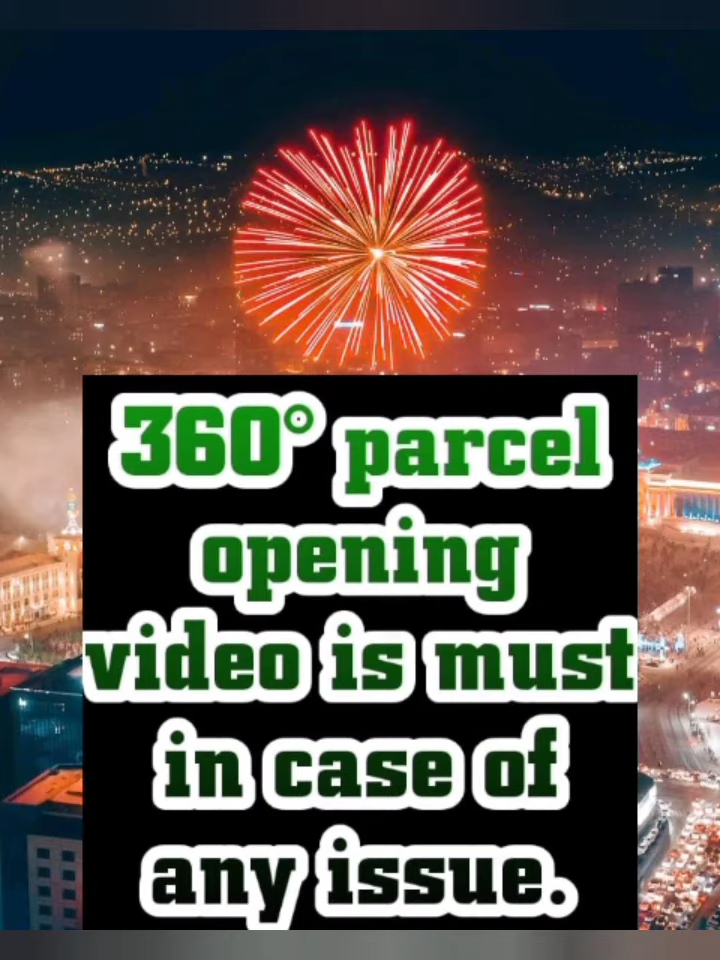 360° parcel
opening
video is must
in case of
any issue.